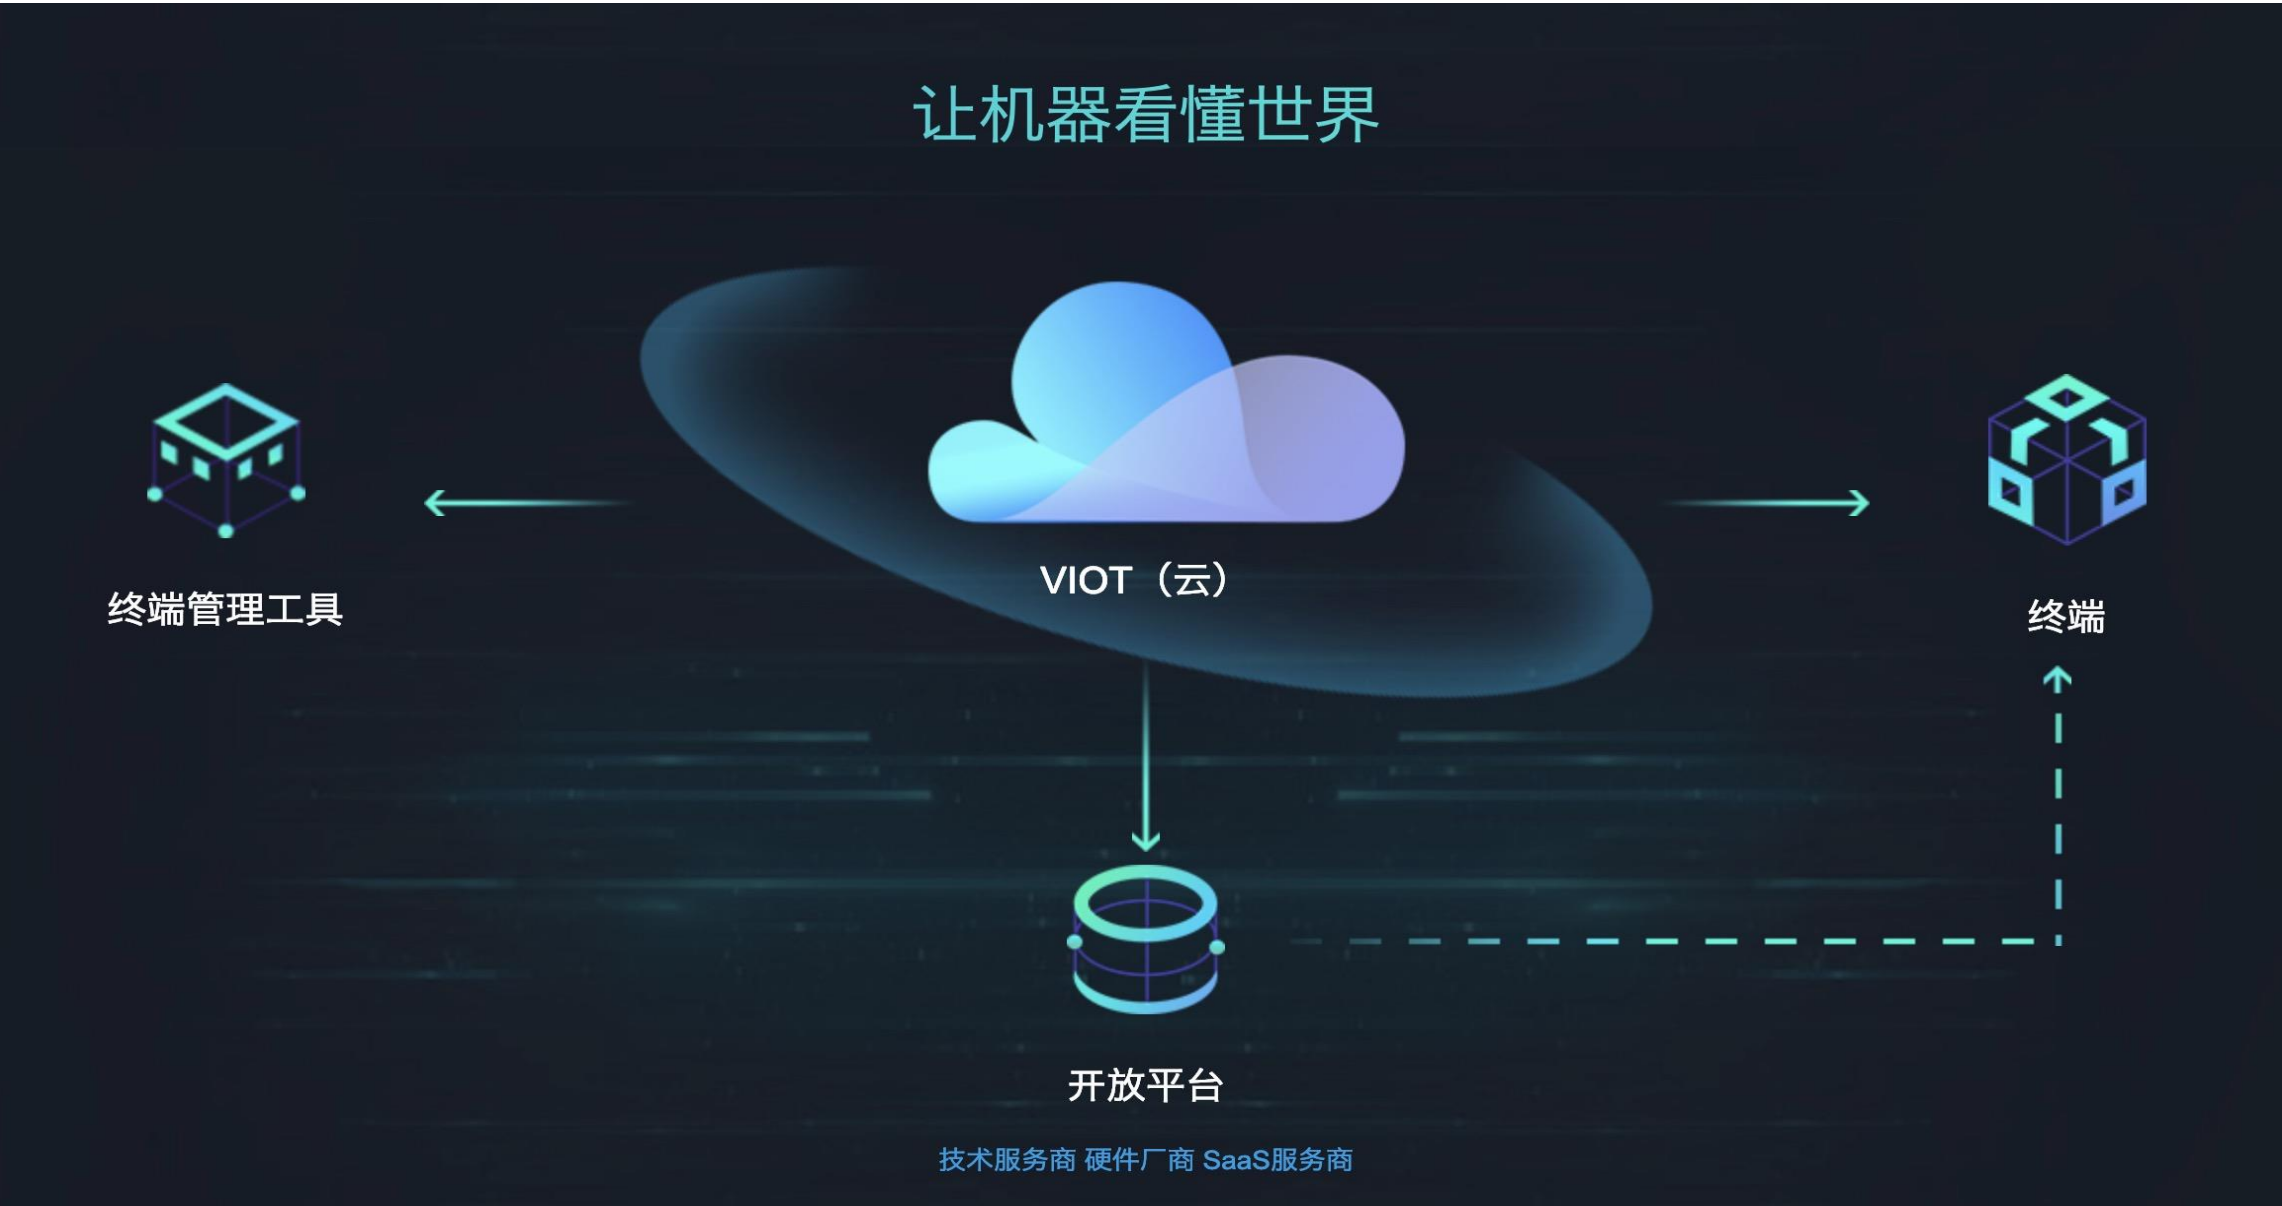 让机器看懂世界
VIOT（云）
终端管理工具
终端
开放平台
技术服务商 硬件厂商 SaaS服务商